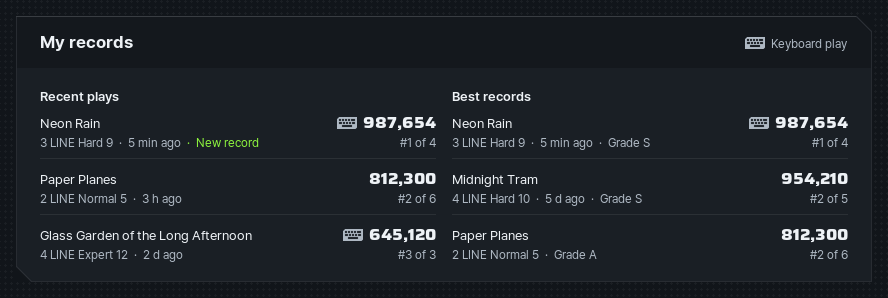 My records
Keyboard play
Recent plays
Neon Rain 987,654
3 LINE Hard 9 · 5 min ago · New record #1 of 4
Paper Planes 812,300
2 LINE Normal 5 · 3 h ago #2 of 6
Glass Garden of the Long Afternoon 645,120
4 LINE Expert 12 · 2 d ago #3 of 3
Best records
Neon Rain 987,654
3 LINE Hard 9 · 5 min ago · Grade S #1 of 4
Midnight Tram 954,210
4 LINE Hard 10 · 5 d ago · Grade S #2 of 5
Paper Planes 812,300
2 LINE Normal 5 · Grade A #2 of 6